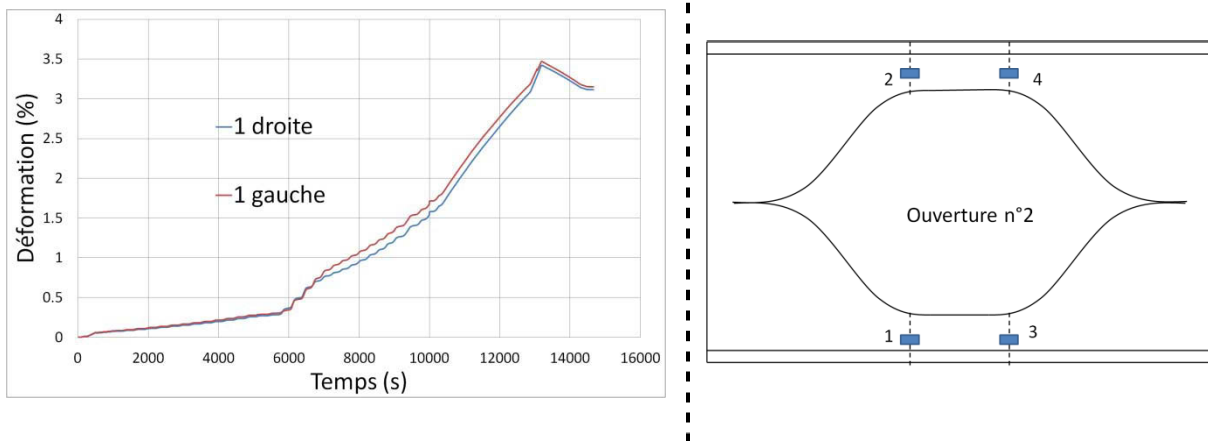 4
3.5
3
2.5
2
1.5
1
0.5
0
Déformation (%)
1 droite
1 gauche
0 2000 4000 6000 8000 10000 12000 14000 16000
Temps (s)
2 4
Ouverture n°2
1 3